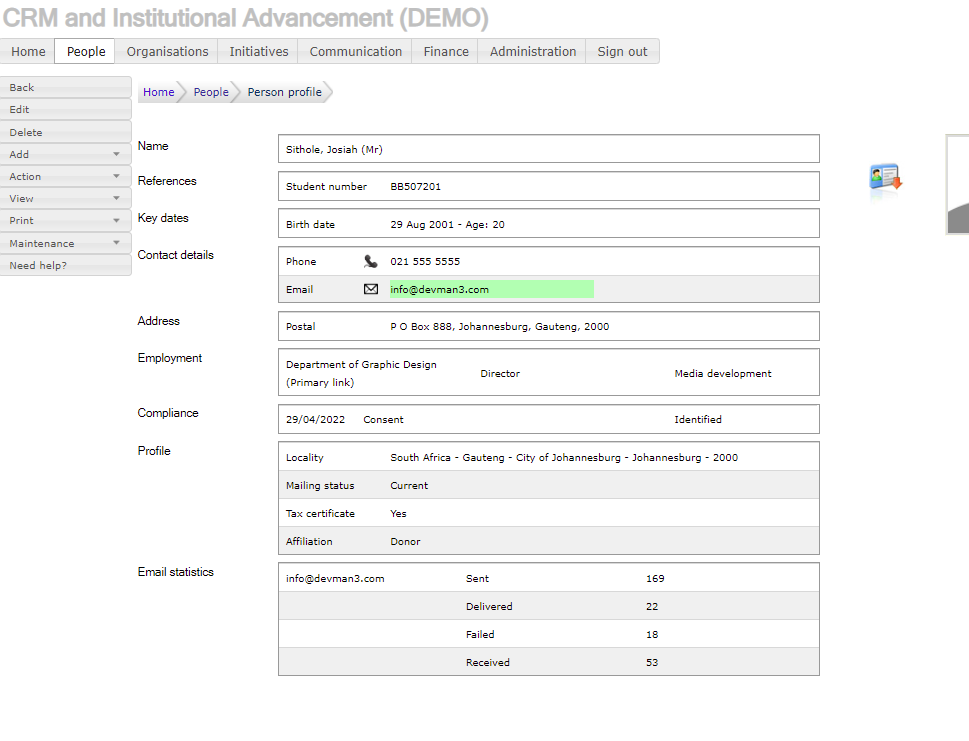 CRM and Institutional Advancement (DEMO)
Home People Organisations Initiatives Communication Finance Administration Sign out
Back
Edit
Delete
Add
Action
View
Print
Maintenance
Need help?
Home People Person profile
Name
Sithole, Josiah (Mr)
References
Student number BB507201
Key dates
Birth date 29 Aug 2001 - Age: 20
Contact details
Phone 021 555 5555
Email info@devman3.com
Address
Postal P O Box 888, Johannesburg, Gauteng, 2000
Employment
Department of Graphic Design
(Primary link)
Director
Media development
Compliance
29/04/2022 Consent Identified
Profile
Locality South Africa - Gauteng - City of Johannesburg - Johannesburg - 2000
Mailing status Current
Tax certificate Yes
Affiliation Donor
Email statistics
info@devman3.com Sent 169
Delivered 22
Failed 18
Received 53